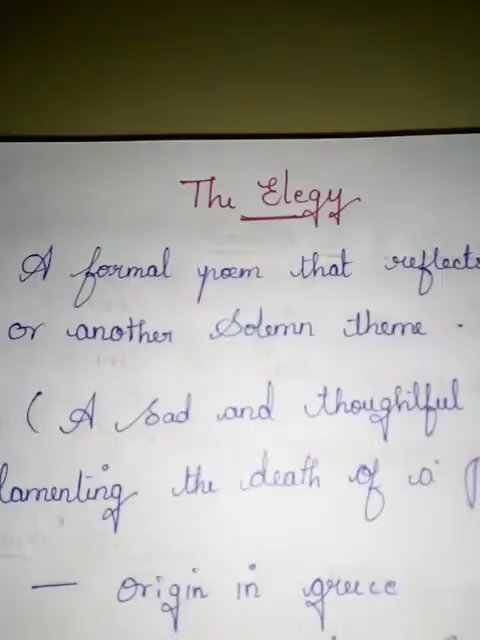 The Elegy
A formal poem that reflects
or another Solemn theme .
( A sad and thoughtful
lamenting the death of a
— origin in greece